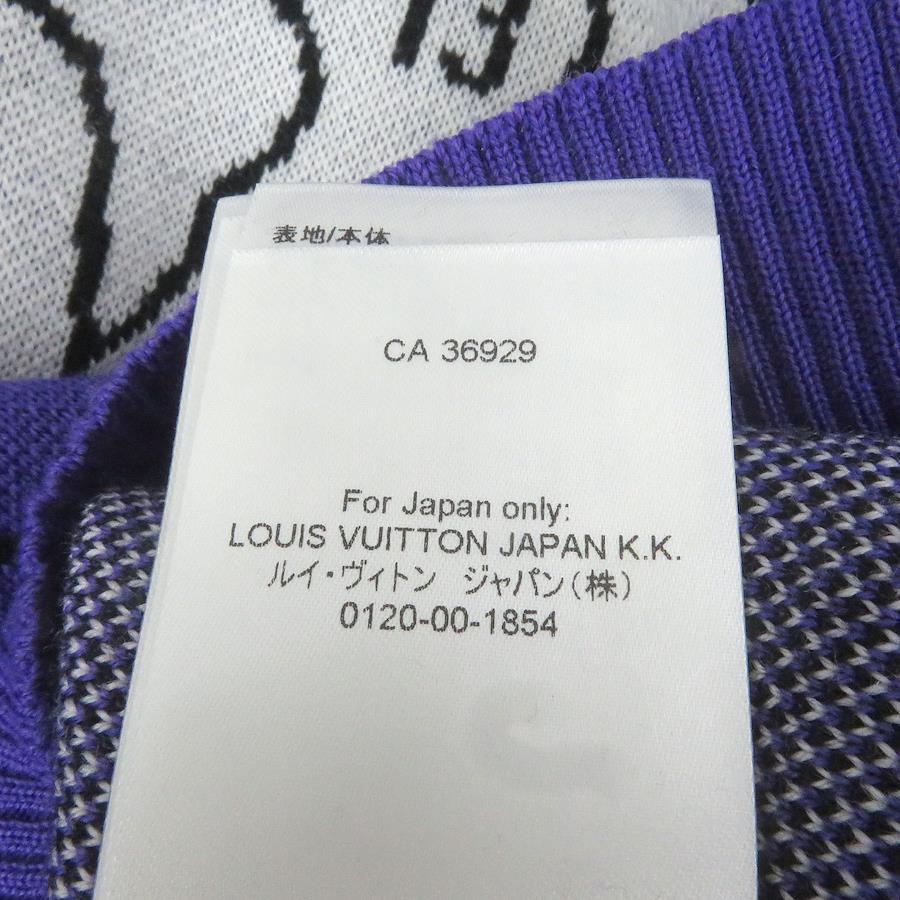 表地/本体
CA 36929
For Japan only:
LOUIS VUITTON JAPAN K.K.
ルイ・ヴィトン ジャパン(株)
0120-00-1854